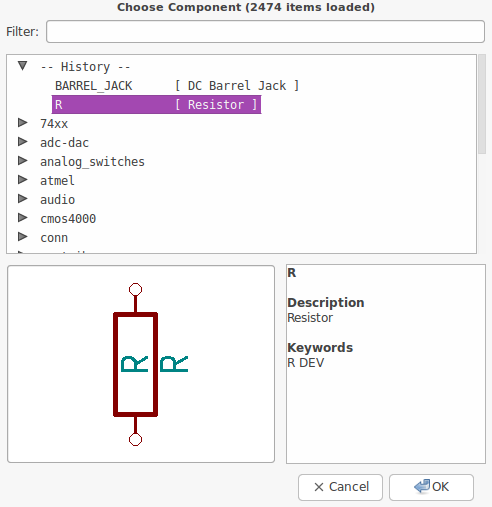 Choose Component (2474 items loaded)
Filter:
-- History --
BARREL_JACK [ DC Barrel Jack ]
R [ Resistor ]
74xx
adc-dac
analog_switches
atmel
audio
cmos4000
conn
R R
R
Description
Resistor
Keywords
R DEV
Cancel OK